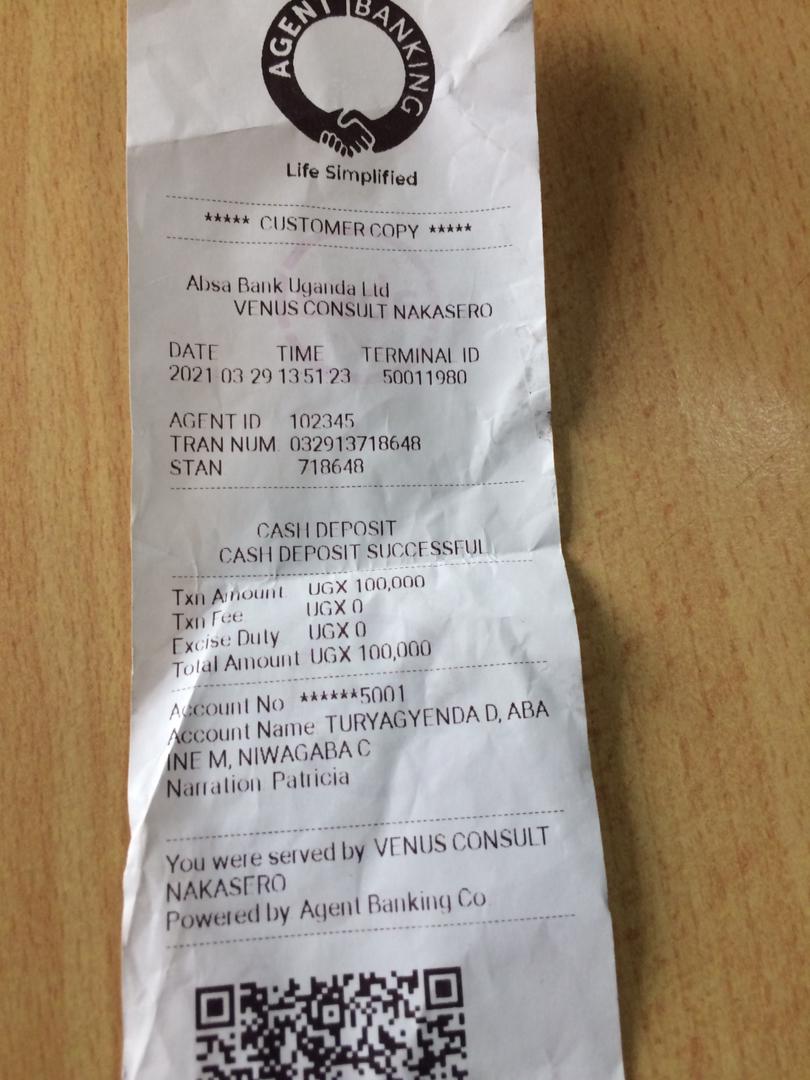 AGENT BANKING
Life Simplified
***** CUSTOMER COPY *****
Absa Bank Uganda Ltd
VENUS CONSULT NAKASERO
DATE TIME TERMINAL ID
2021 03 29 13 51 23 50011980
AGENT ID 102345
TRAN NUM 032913718648
STAN 718648
CASH DEPOSIT
CASH DEPOSIT SUCCESSFUL
Txn Amount UGX 100,000
Txn Fee UGX 0
Excise Duty UGX 0
Total Amount UGX 100,000
Account No ******5001
Account Name TURYAGYENDA D, ABA
INE M, NIWAGABA C
Narration Patricia
You were served by VENUS CONSULT
NAKASERO
Powered by Agent Banking Co